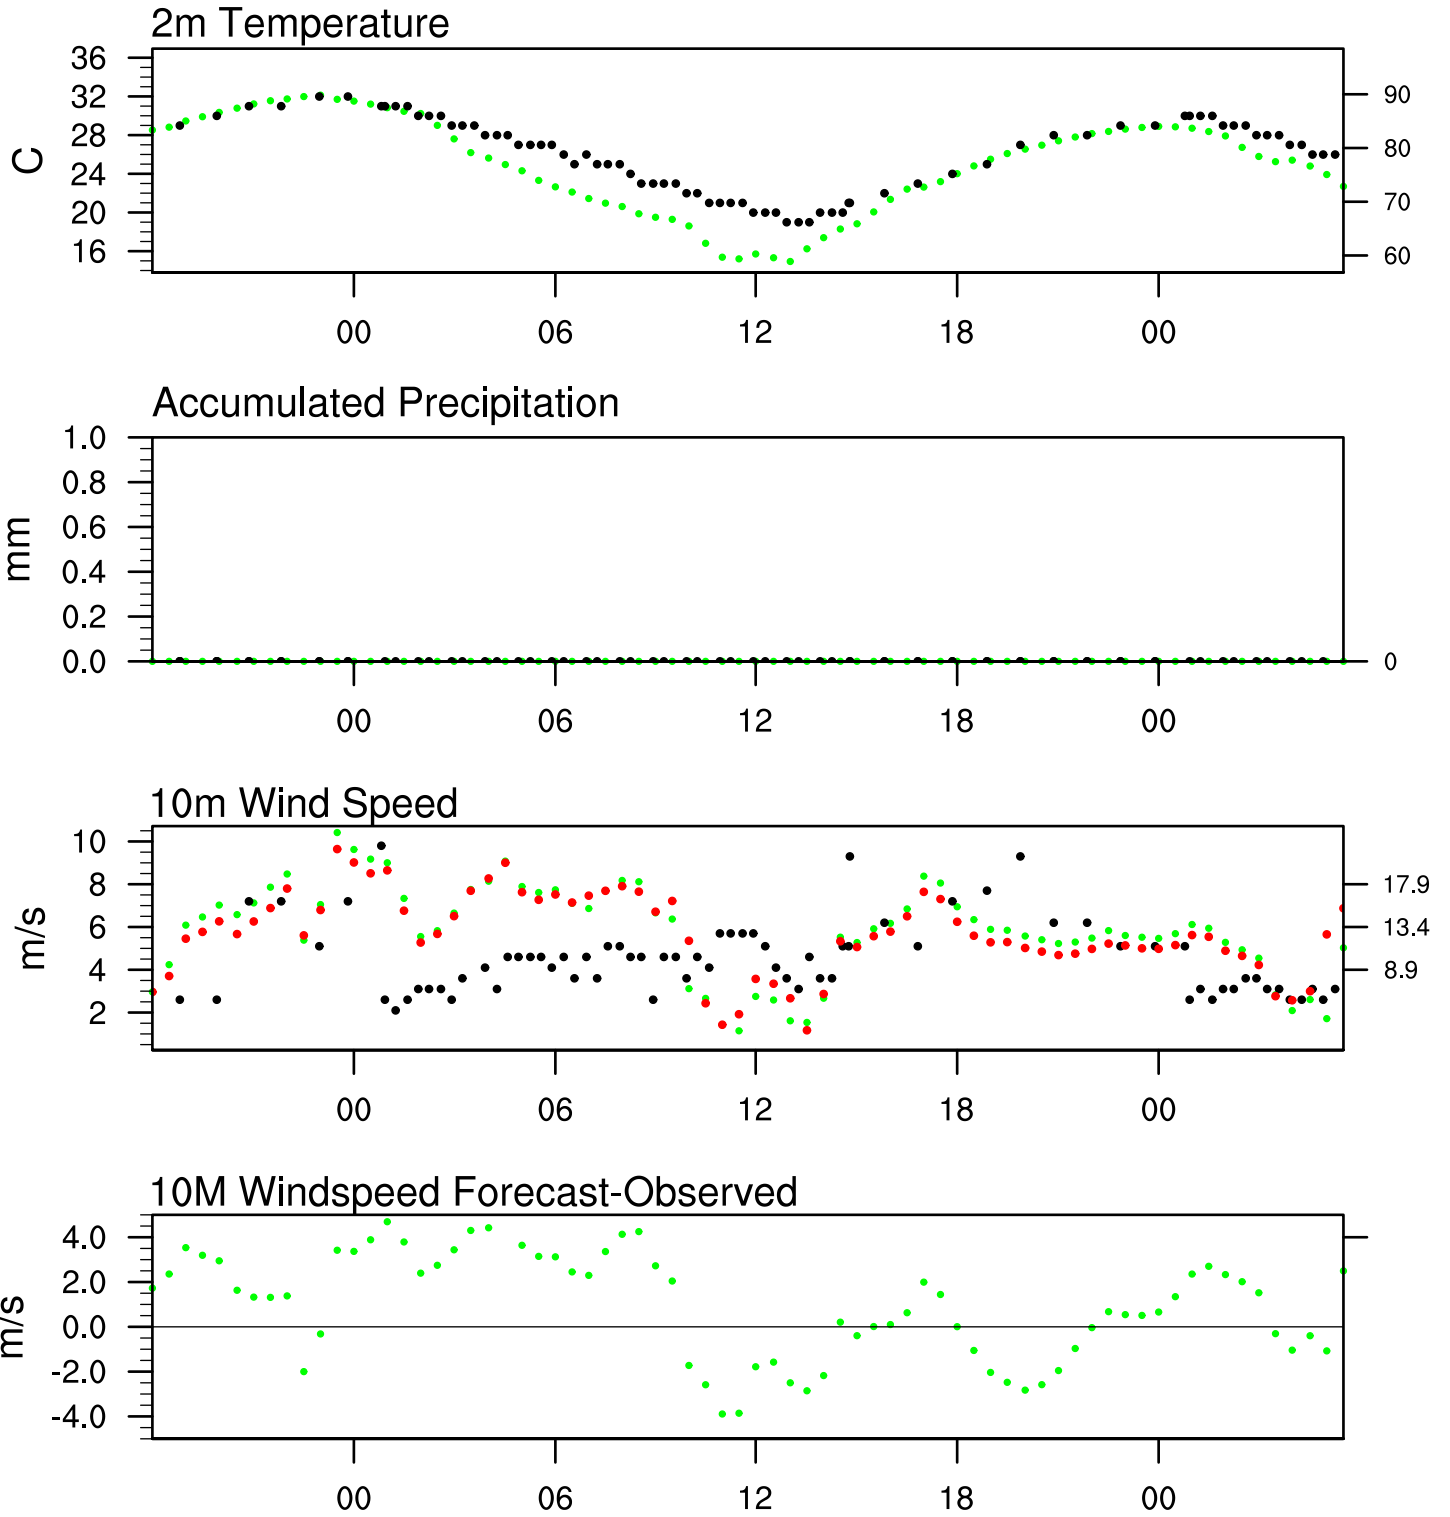 2m Temperature
36
32
28
24
20
16
C
90
80
70
60
00 06 12 18 00
Accumulated Precipitation
1.0
0.8
0.6
0.4
0.2
0.0
mm
0
00 06 12 18 00
10m Wind Speed
10
8
6
4
2
m/s
17.9
13.4
8.9
00 06 12 18 00
10M Windspeed Forecast-Observed
4.0
2.0
0.0
-2.0
-4.0
m/s
00 06 12 18 00